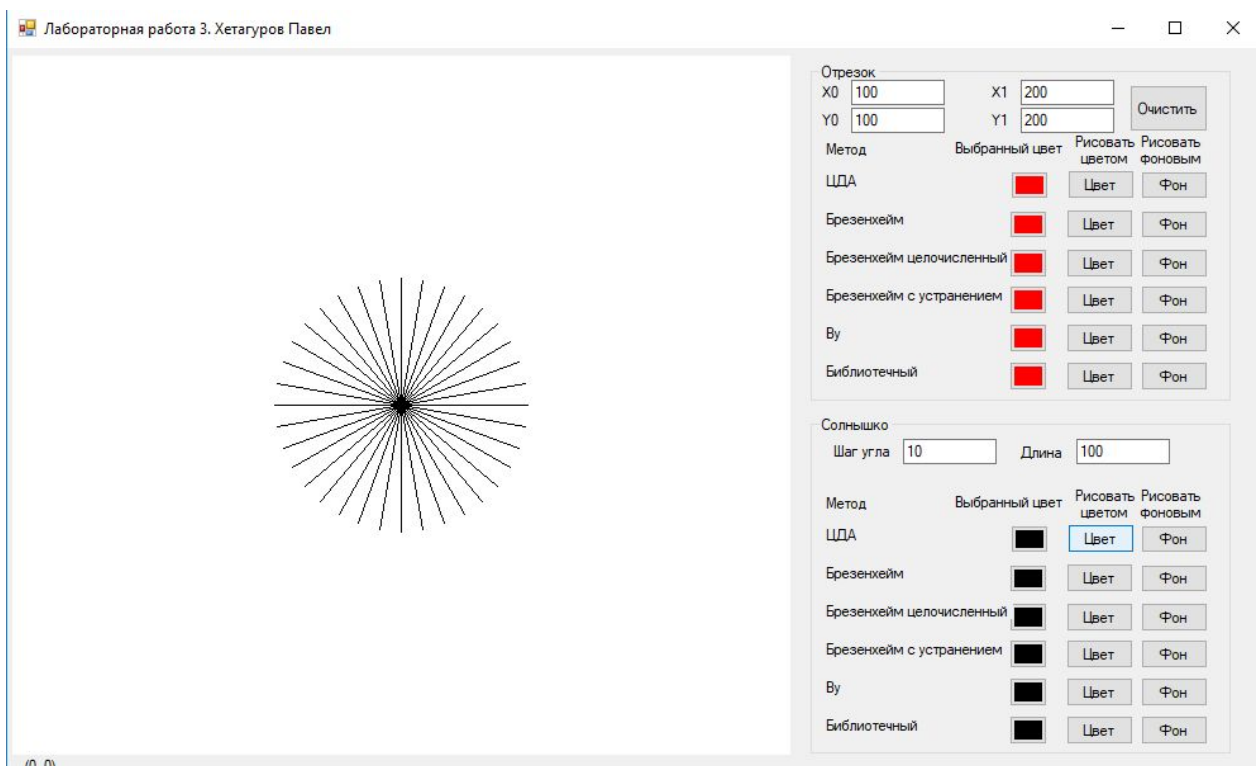 Лабораторная работа 3. Хетагуров Павел
Отрезок
X0 100 X1 200
Y0 100 Y1 200
Очистить
Метод Выбранный цвет Рисовать цветом Рисовать фоновым
ЦДА Цвет Фон
Брезенхейм Цвет Фон
Брезенхейм целочисленный Цвет Фон
Брезенхейм с устранением Цвет Фон
Ву Цвет Фон
Библиотечный Цвет Фон
Солнышко
Шаг угла 10 Длина 100
Метод Выбранный цвет Рисовать цветом Рисовать фоновым
ЦДА Цвет Фон
Брезенхейм Цвет Фон
Брезенхейм целочисленный Цвет Фон
Брезенхейм с устранением Цвет Фон
Ву Цвет Фон
Библиотечный Цвет Фон
(0, 0)